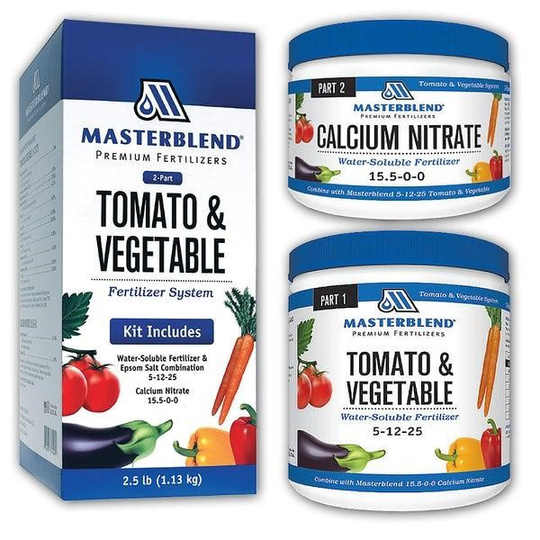 MASTERBLEND®
PREMIUM FERTILIZERS
2-Part
TOMATO &
VEGETABLE
Fertilizer System
Kit Includes
Water-Soluble Fertilizer &
Epsom Salt Combination
5-12-25
Calcium Nitrate
15.5-0-0
2.5 lb (1.13 kg)
PART 2
Tomato & Vegetable System
MASTERBLEND®
PREMIUM FERTILIZERS
CALCIUM NITRATE
Water-Soluble Fertilizer
15.5-0-0
Combine with Masterblend 5-12-25 Tomato & Vegetable
PART 1
Tomato & Vegetable System
MASTERBLEND®
PREMIUM FERTILIZERS
TOMATO &
VEGETABLE
Water-Soluble Fertilizer
5-12-25
Combine with Masterblend 15.5-0-0 Calcium Nitrate